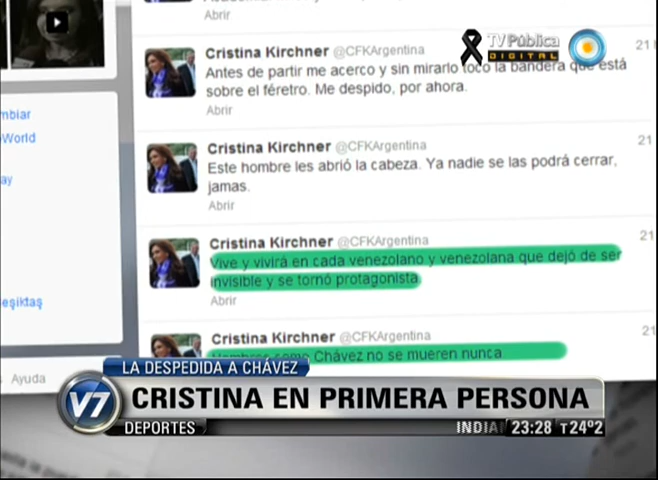 Abrir
21
TVPública
DIGITAL
Cristina Kirchner @CFKArgentina
Antes de partir me acerco y sin mirarlo toco la bandera que está
sobre el féretro. Me despido, por ahora.
Abrir
mbiar
World
ay
eşiktaş
Ayuda
Cristina Kirchner @CFKArgentina
21
Este hombre les abrió la cabeza. Ya nadie se las podrá cerrar,
jamas.
Abrir
Cristina Kirchner @CFKArgentina
21
Vive y vivirá en cada venezolano y venezolana que dejó de ser
invisible y se tornó protagonista.
Abrir
Cristina Kirchner @CFKArgentina
21
Hombres como Chávez no se mueren nunca
LA DESPEDIDA A CHÁVEZ
V7
CRISTINA EN PRIMERA PERSONA
DEPORTES
INDIA
23:28 T24º2